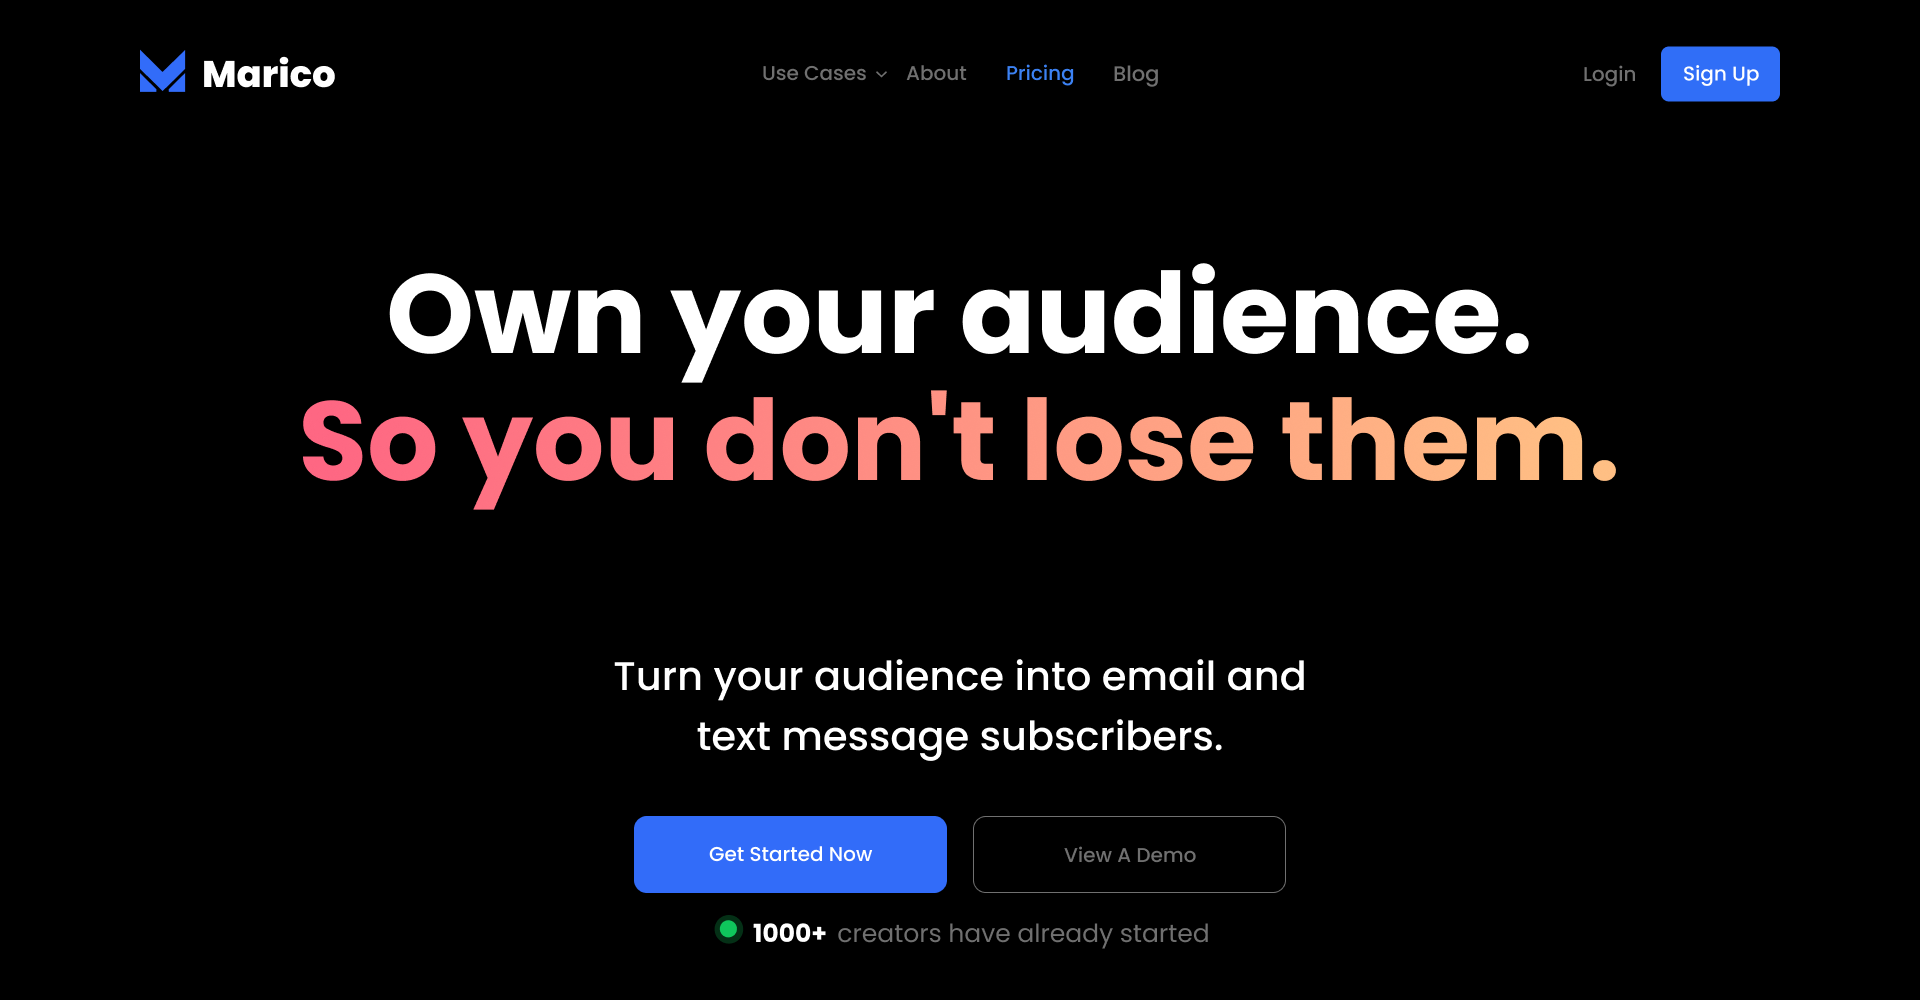 Marico
Use Cases About Pricing Blog
Login Sign Up
Own your audience.
So you don't lose them.
Turn your audience into email and
text message subscribers.
Get Started Now
View A Demo
1000+ creators have already started